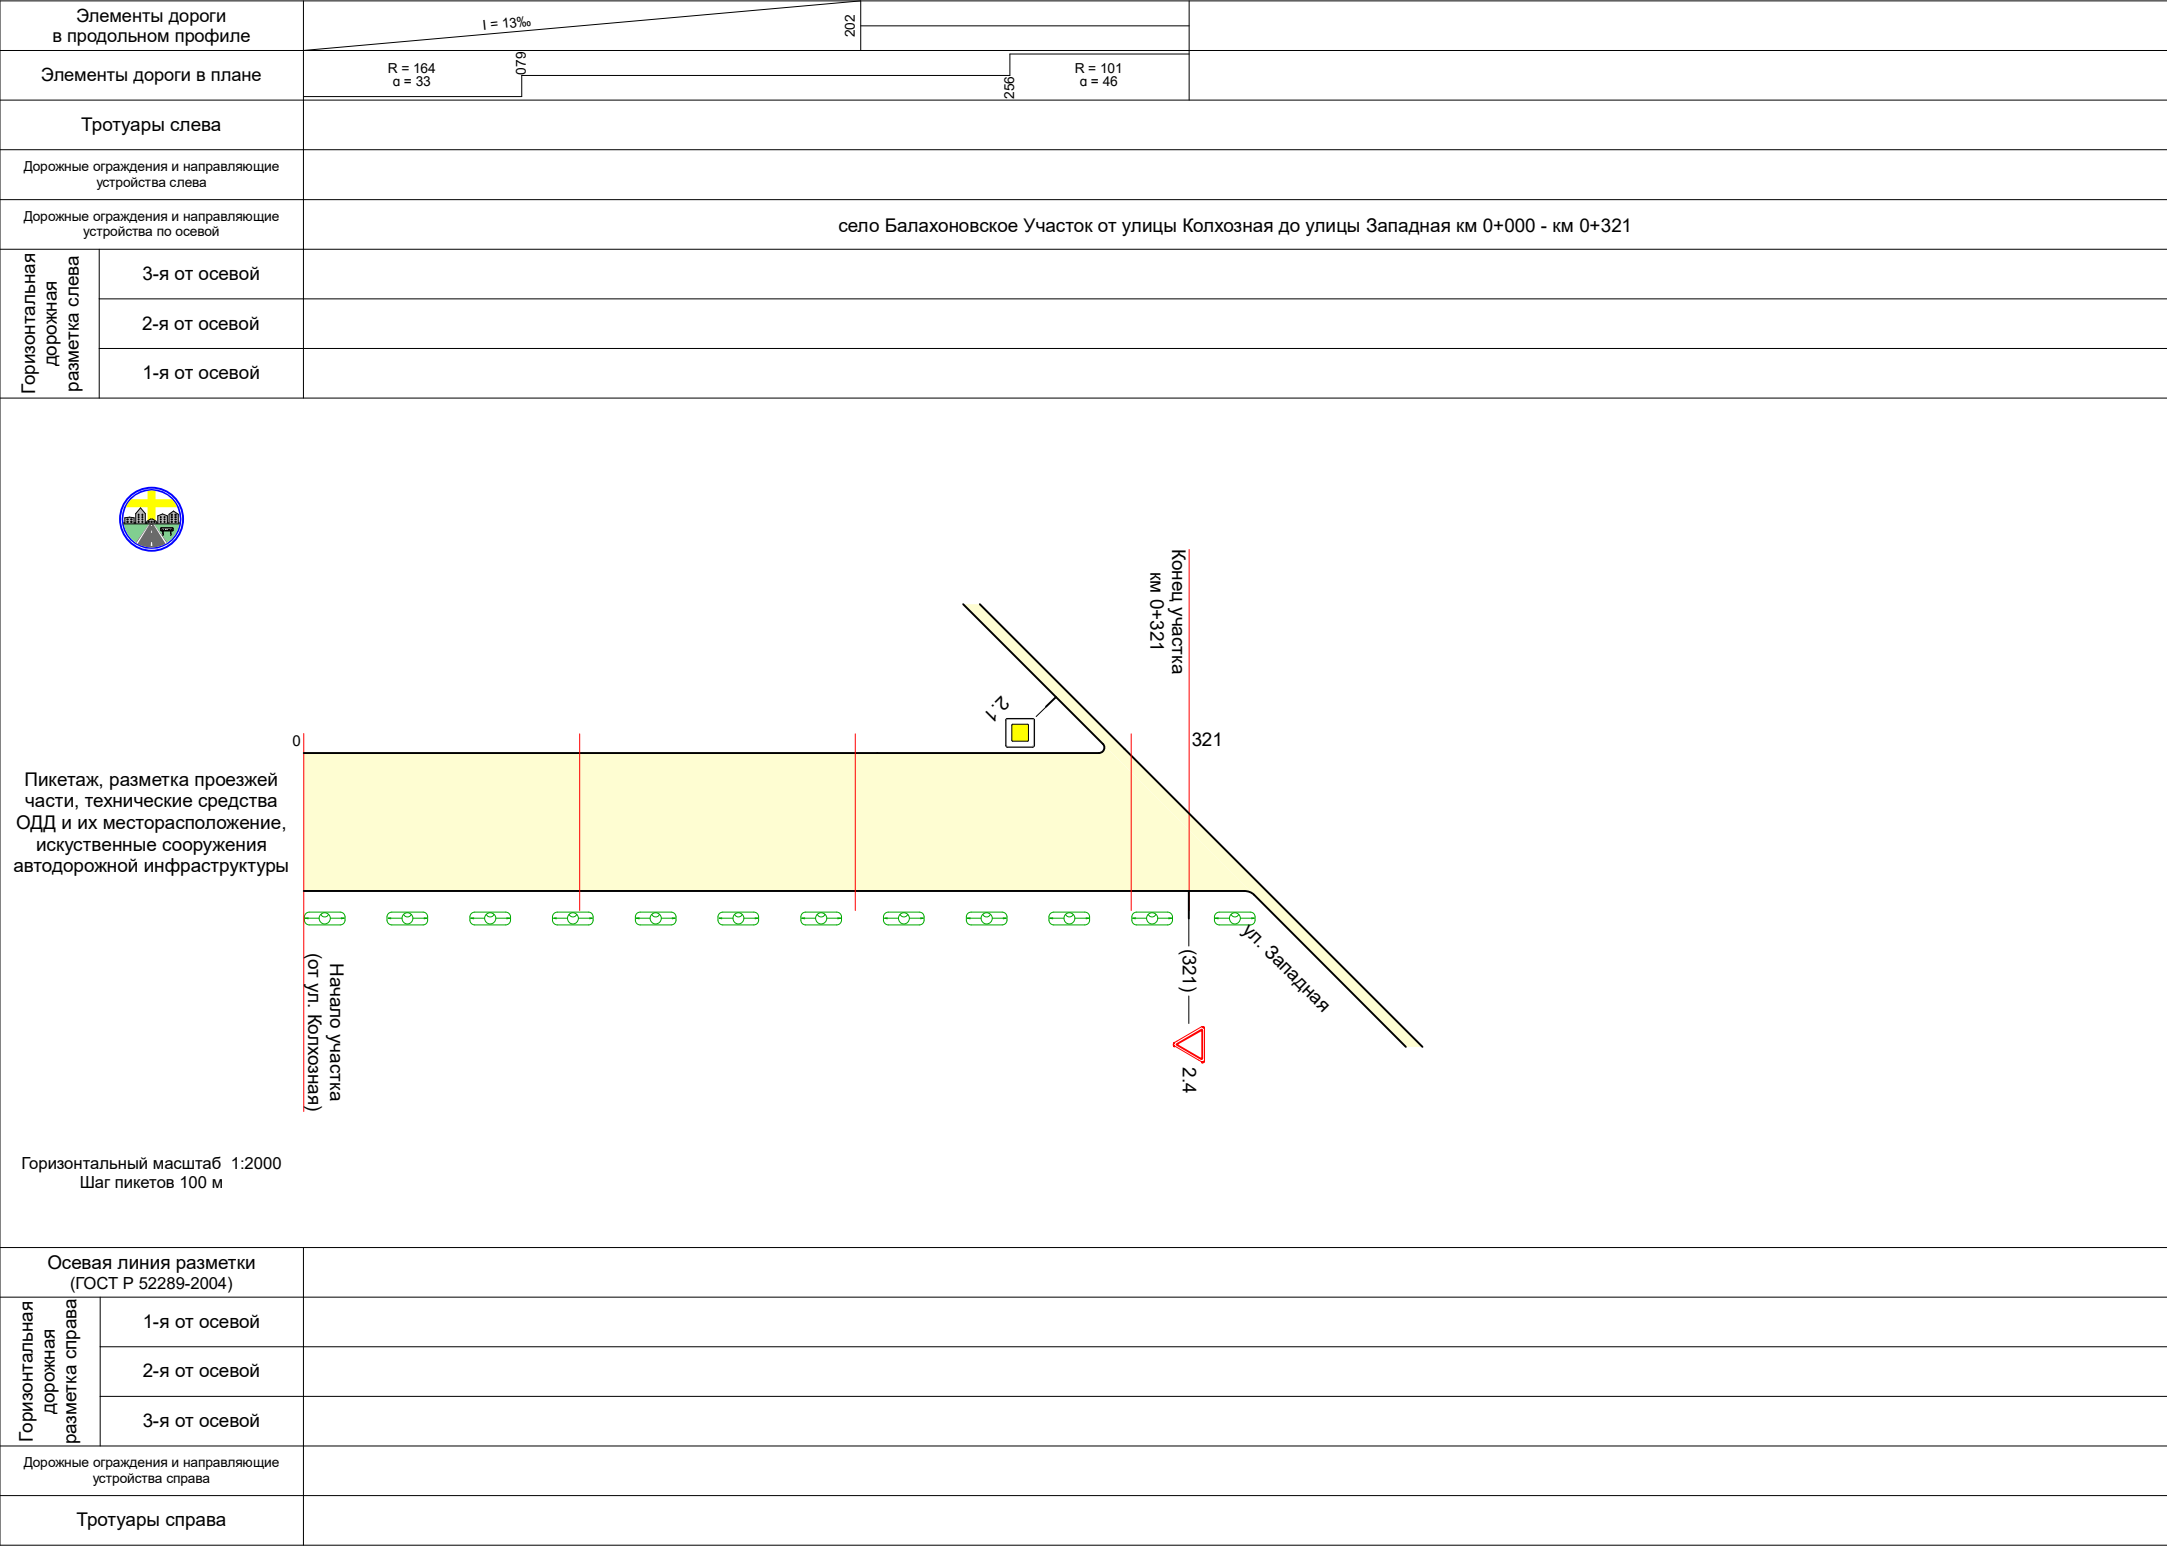 Элементы дороги
в продольном профиле
I = 13‰
202
Элементы дороги в плане
R = 164
α = 33
079
256
R = 101
α = 46
Тротуары слева
Дорожные ограждения и направляющие
устройства слева
Дорожные ограждения и направляющие
устройства по осевой
село Балахоновское Участок от улицы Колхозная до улицы Западная км 0+000 - км 0+321
Горизонтальная
дорожная
разметка слева
3-я от осевой
2-я от осевой
1-я от осевой
Конец участка
км 0+321
2.1
0
321
Пикетаж, разметка проезжей
части, технические средства
ОДД и их месторасположение,
искуственные сооружения
автодорожной инфраструктуры
Начало участка
(от ул. Колхозная)
(321)
2.4
ул. Западная
Горизонтальный масштаб 1:2000
Шаг пикетов 100 м
Осевая линия разметки
(ГОСТ Р 52289-2004)
Горизонтальная
дорожная
разметка справа
1-я от осевой
2-я от осевой
3-я от осевой
Дорожные ограждения и направляющие
устройства справа
Тротуары справа